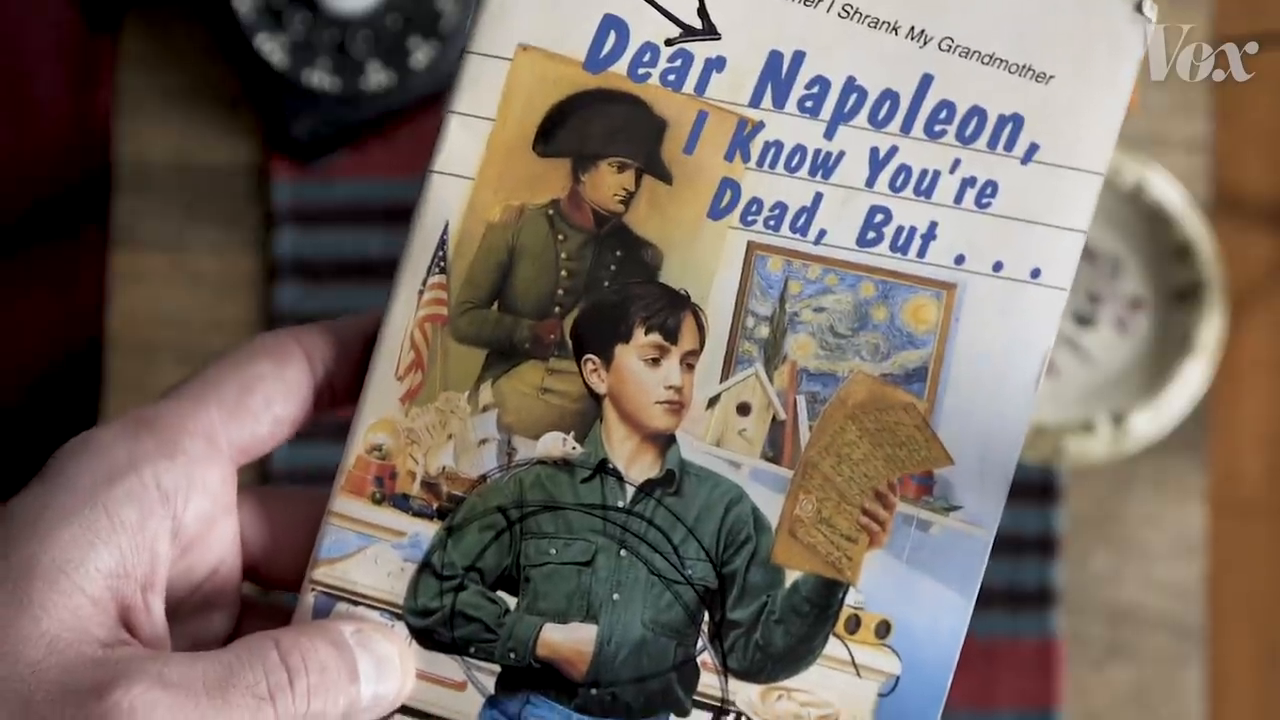 I Shrank My Grandmother
Vox
Dear Napoleon,
I Know You're
Dead, But . . .